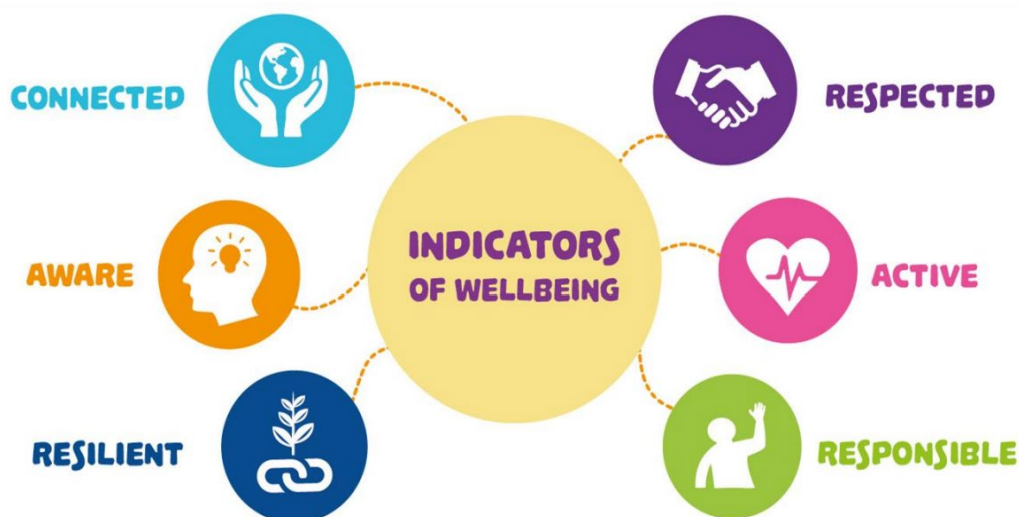 CONNECTED
RESPECTED
INDICATORS
OF WELLBEING
AWARE
ACTIVE
RESILIENT
RESPONSIBLE